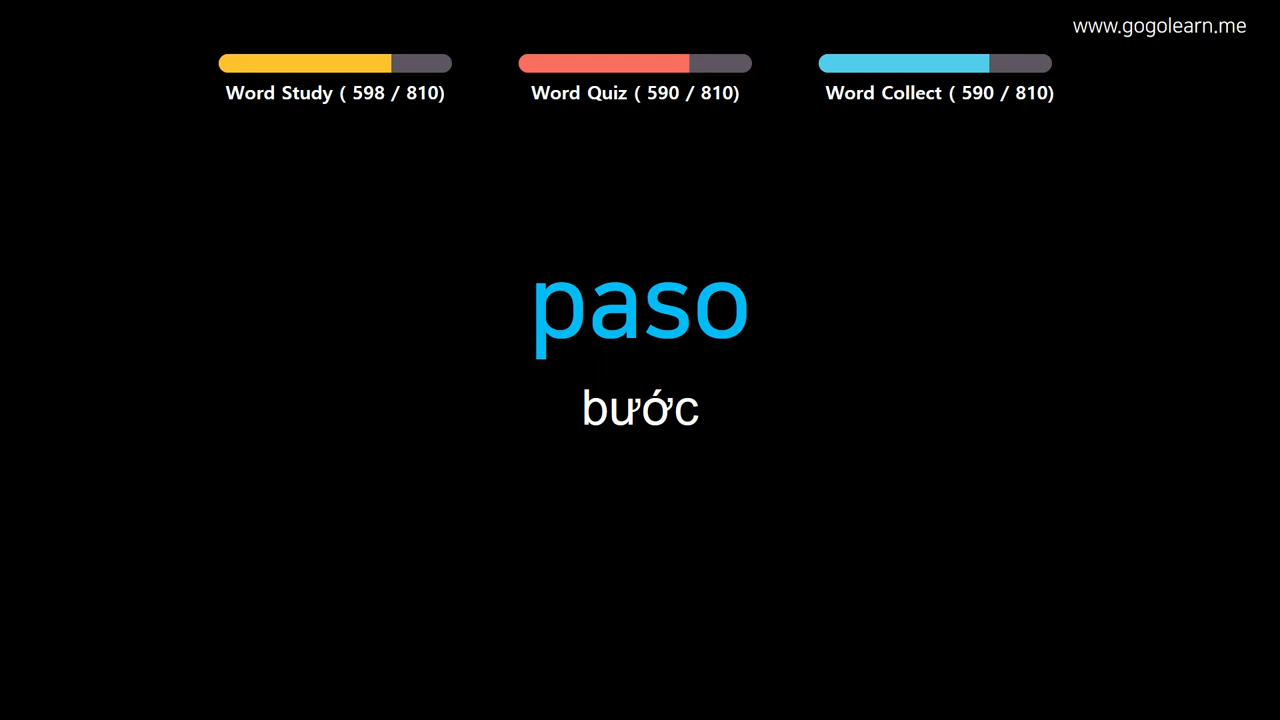 www.gogolearn.me
Word Study ( 598 / 810)
Word Quiz ( 590 / 810)
Word Collect ( 590 / 810)
paso
bước